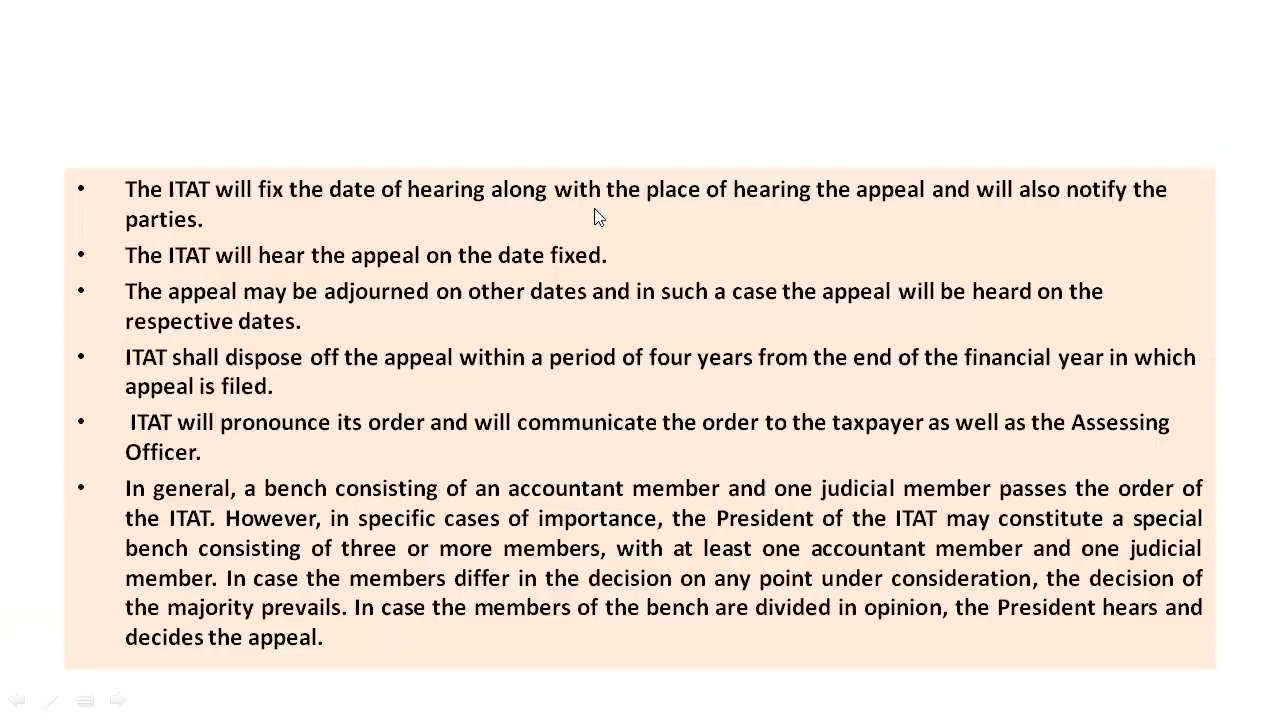 • The ITAT will fix the date of hearing along with the place of hearing the appeal and will also notify the
parties.
• The ITAT will hear the appeal on the date fixed.
• The appeal may be adjourned on other dates and in such a case the appeal will be heard on the
respective dates.
• ITAT shall dispose off the appeal within a period of four years from the end of the financial year in which
appeal is filed.
• ITAT will pronounce its order and will communicate the order to the taxpayer as well as the Assessing
Officer.
• In general, a bench consisting of an accountant member and one judicial member passes the order of
the ITAT. However, in specific cases of importance, the President of the ITAT may constitute a special
bench consisting of three or more members, with at least one accountant member and one judicial
member. In case the members differ in the decision on any point under consideration, the decision of
the majority prevails. In case the members of the bench are divided in opinion, the President hears and
decides the appeal.